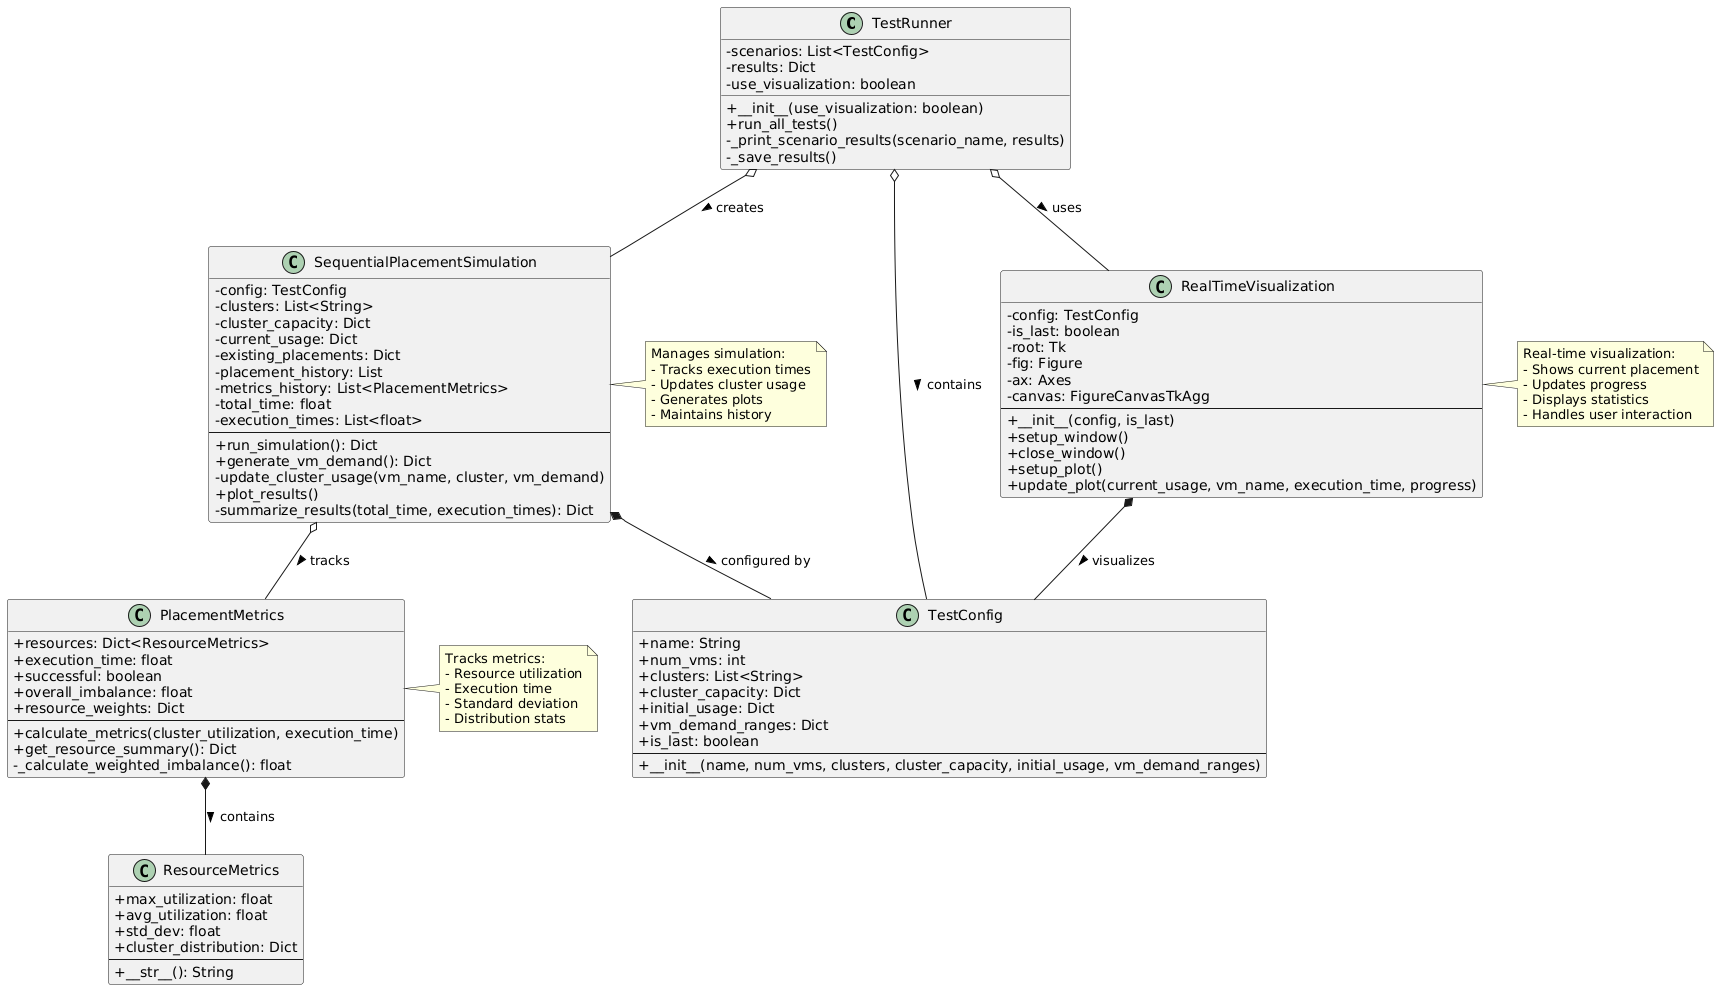 C TestRunner
-scenarios: List<TestConfig>
-results: Dict
-use_visualization: boolean
+__init__(use_visualization: boolean)
+run_all_tests()
-_print_scenario_results(scenario_name, results)
-_save_results()
creates
uses
contains
C SequentialPlacementSimulation
-config: TestConfig
-clusters: List<String>
-cluster_capacity: Dict
-current_usage: Dict
-existing_placements: Dict
-placement_history: List
-metrics_history: List<PlacementMetrics>
-total_time: float
-execution_times: List<float>
+run_simulation(): Dict
+generate_vm_demand(): Dict
-update_cluster_usage(vm_name, cluster, vm_demand)
+plot_results()
-summarize_results(total_time, execution_times): Dict
Manages simulation:
- Tracks execution times
- Updates cluster usage
- Generates plots
- Maintains history
C RealTimeVisualization
-config: TestConfig
-is_last: boolean
-root: Tk
-fig: Figure
-ax: Axes
-canvas: FigureCanvasTkAgg
+__init__(config, is_last)
+setup_window()
+close_window()
+setup_plot()
+update_plot(current_usage, vm_name, execution_time, progress)
Real-time visualization:
- Shows current placement
- Updates progress
- Displays statistics
- Handles user interaction
tracks
configured by
visualizes
C PlacementMetrics
+resources: Dict<ResourceMetrics>
+execution_time: float
+successful: boolean
+overall_imbalance: float
+resource_weights: Dict
+calculate_metrics(cluster_utilization, execution_time)
+get_resource_summary(): Dict
-_calculate_weighted_imbalance(): float
Tracks metrics:
- Resource utilization
- Execution time
- Standard deviation
- Distribution stats
C TestConfig
+name: String
+num_vms: int
+clusters: List<String>
+cluster_capacity: Dict
+initial_usage: Dict
+vm_demand_ranges: Dict
+is_last: boolean
+__init__(name, num_vms, clusters, cluster_capacity, initial_usage, vm_demand_ranges)
contains
C ResourceMetrics
+max_utilization: float
+avg_utilization: float
+std_dev: float
+cluster_distribution: Dict
+__str__(): String